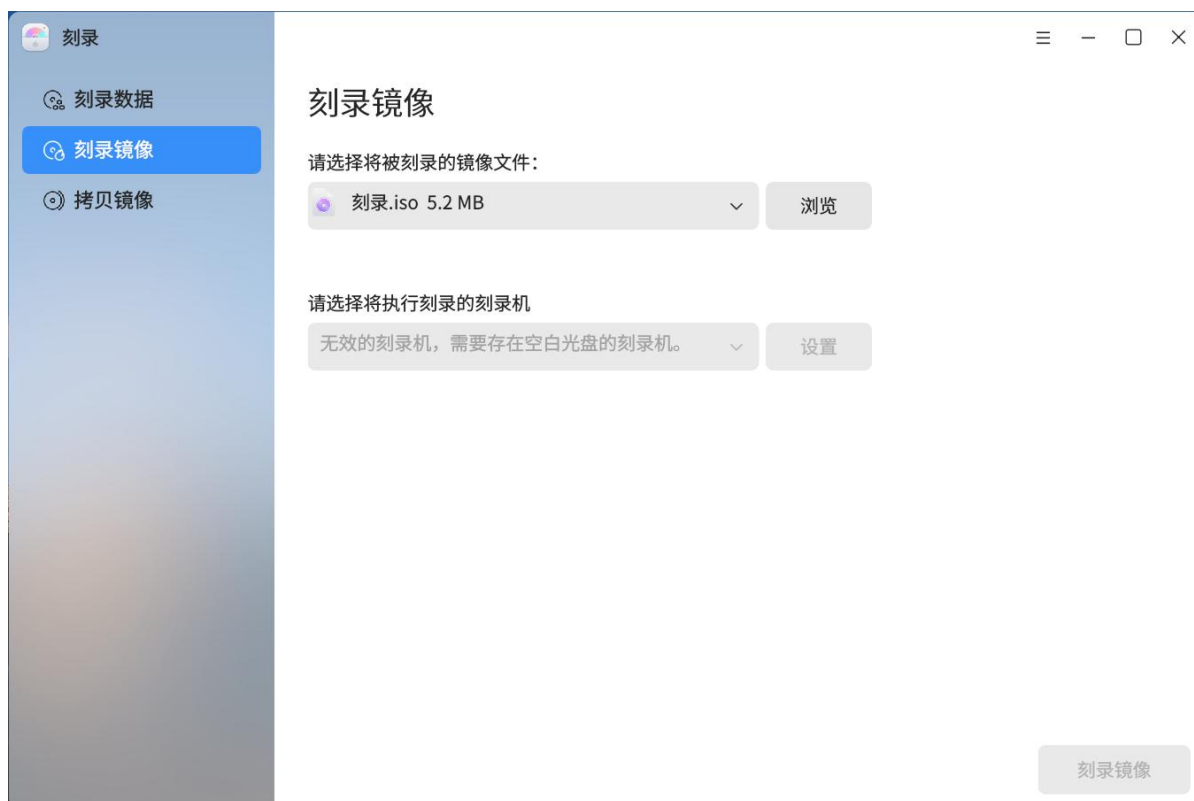 刻录
刻录数据
刻录镜像
拷贝镜像
刻录镜像
请选择将被刻录的镜像文件:
刻录.iso 5.2 MB
浏览
请选择将执行刻录的刻录机
无效的刻录机，需要存在空白光盘的刻录机。
设置
刻录镜像